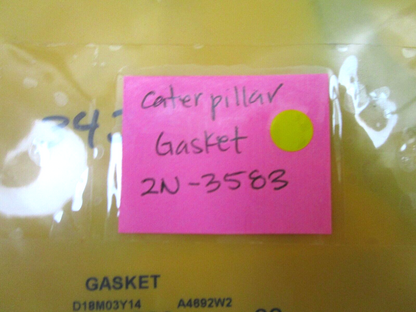 caterpillar
Gasket
2N-3583
GASKET
D18M03Y14 A4692W2